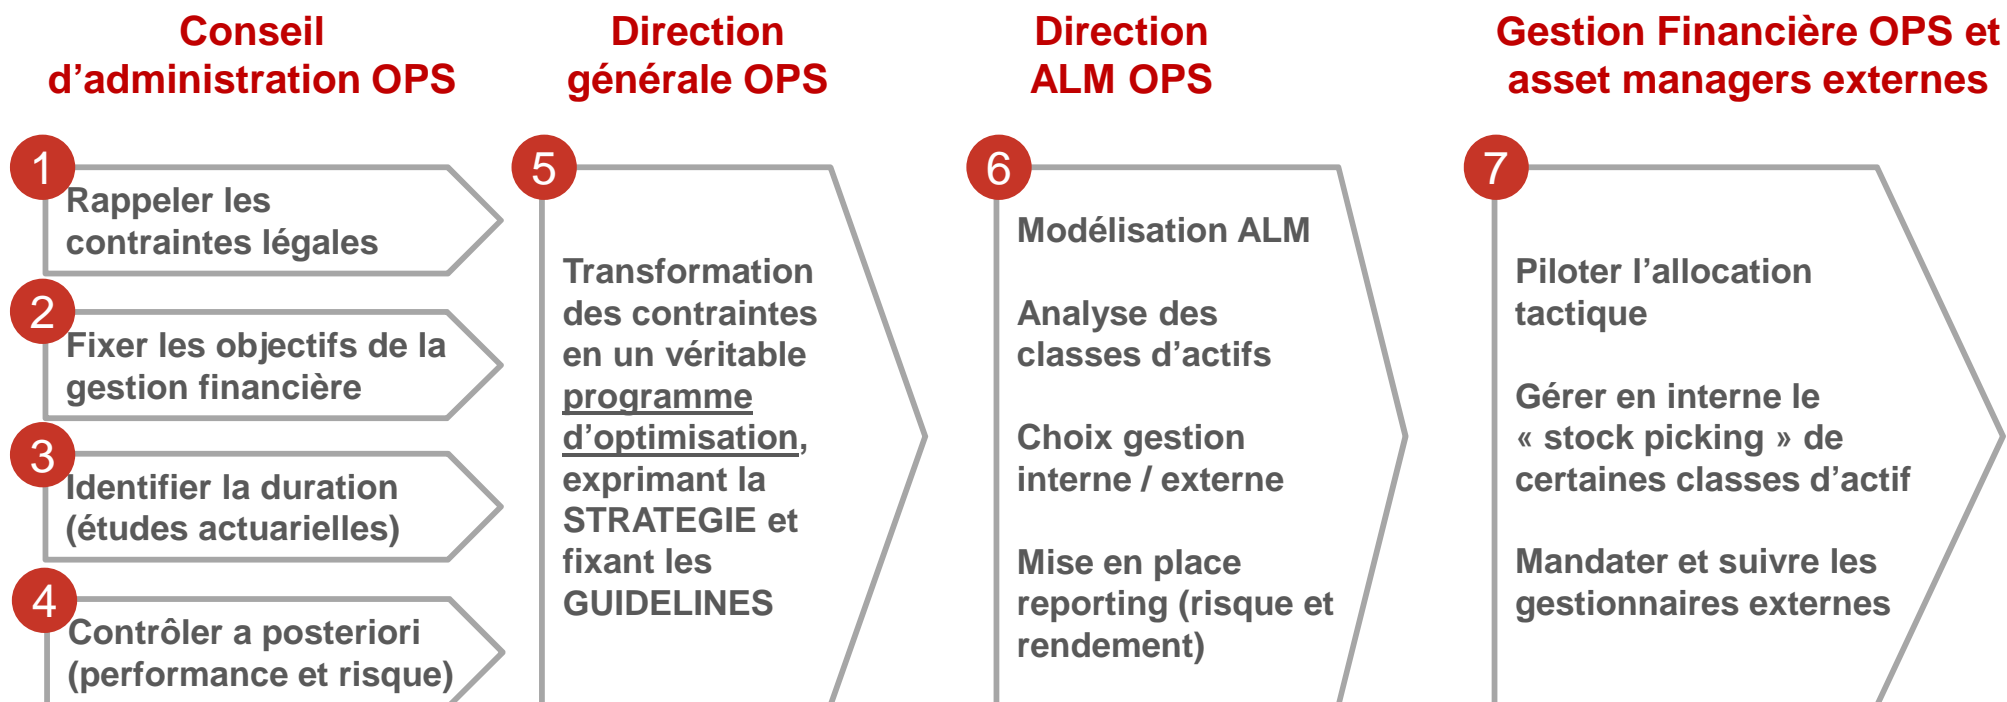 Conseil
d’administration OPS
1
Rappeler les
contraintes légales
2
Fixer les objectifs de la
gestion financière
3
Identifier la duration
(études actuarielles)
4
Contrôler a posteriori
(performance et risque)
Direction
générale OPS
5
Transformation
des contraintes
en un véritable
programme
d’optimisation,
exprimant la
STRATEGIE et
fixant les
GUIDELINES
Direction
ALM OPS
6
Modélisation ALM
Analyse des
classes d’actifs
Choix gestion
interne / externe
Mise en place
reporting (risque et
rendement)
Gestion Financière OPS et
asset managers externes
7
Piloter l’allocation
tactique
Gérer en interne le
« stock picking » de
certaines classes d’actif
Mandater et suivre les
gestionnaires externes